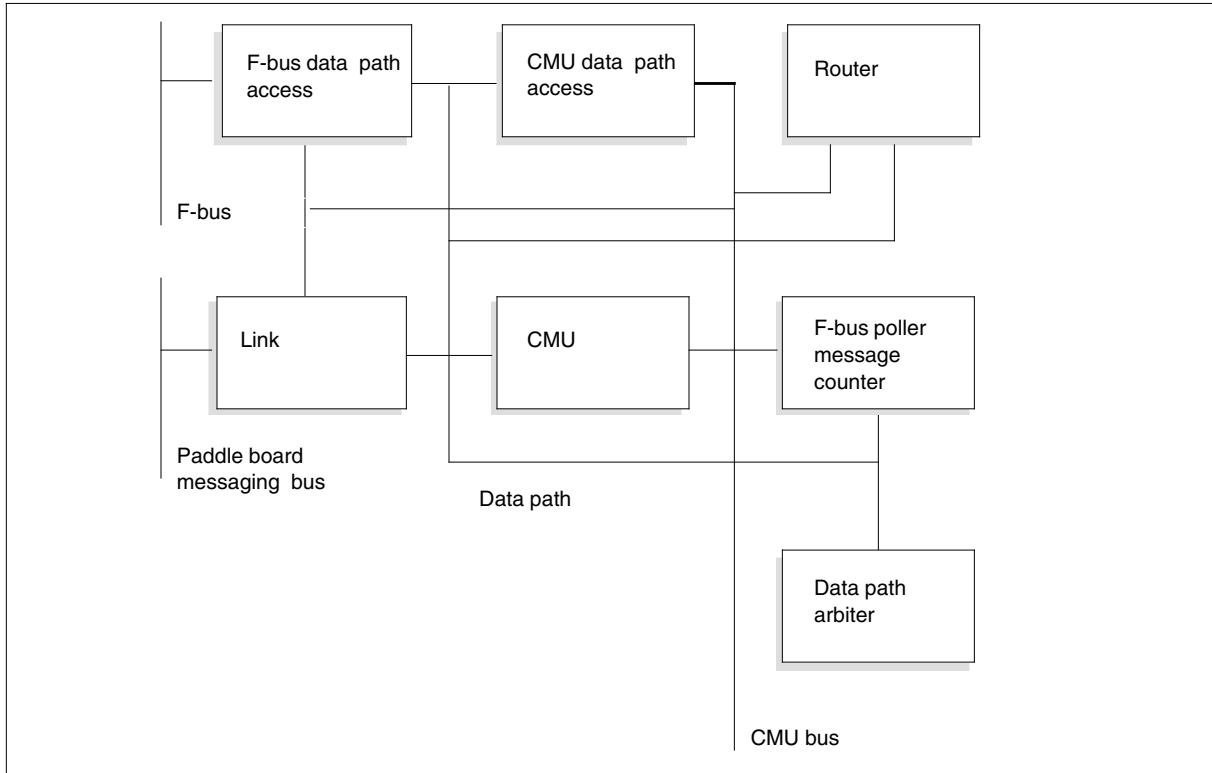 F-bus data path
access
CMU data path
access
Router
F-bus
Link
CMU
F-bus poller
message
counter
Paddle board
messaging bus
Data path
Data path
arbiter
CMU bus